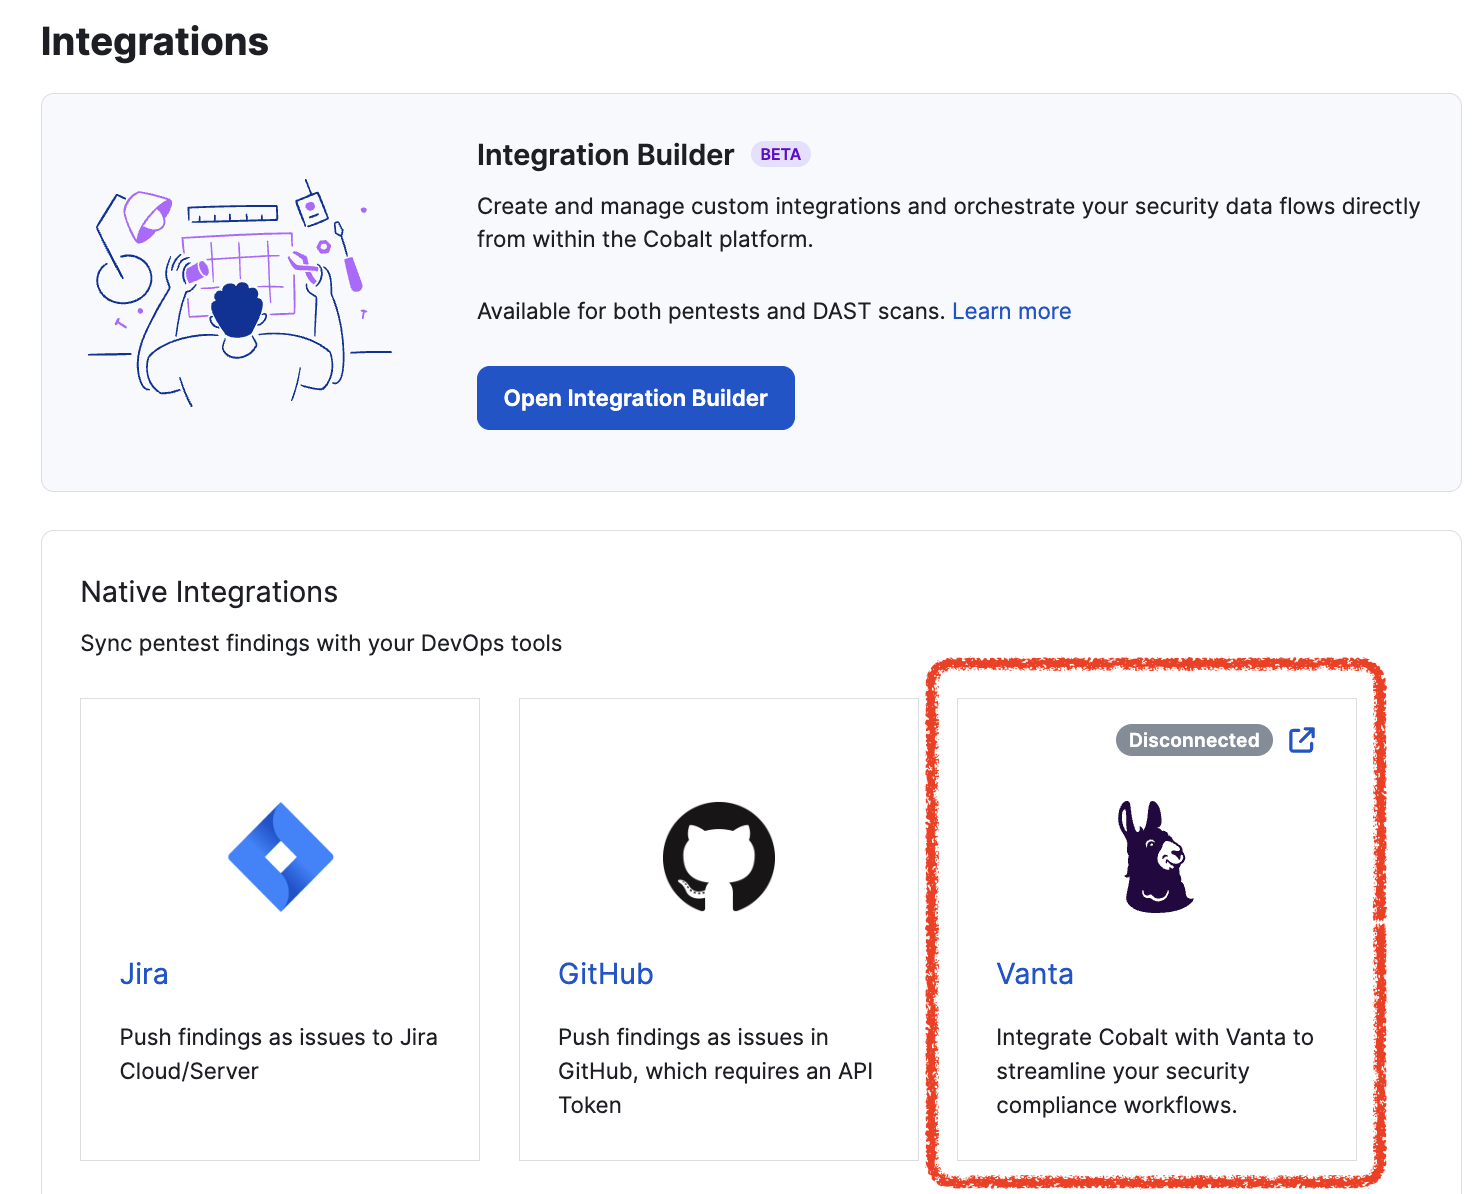 Integrations
Integration Builder BETA
Create and manage custom integrations and orchestrate your security data flows directly
from within the Cobalt platform.
Available for both pentests and DAST scans. Learn more
Open Integration Builder
Native Integrations
Sync pentest findings with your DevOps tools
Jira
Push findings as issues to Jira
Cloud/Server
GitHub
Push findings as issues in
GitHub, which requires an API
Token
Disconnected
Vanta
Integrate Cobalt with Vanta to
streamline your security
compliance workflows.